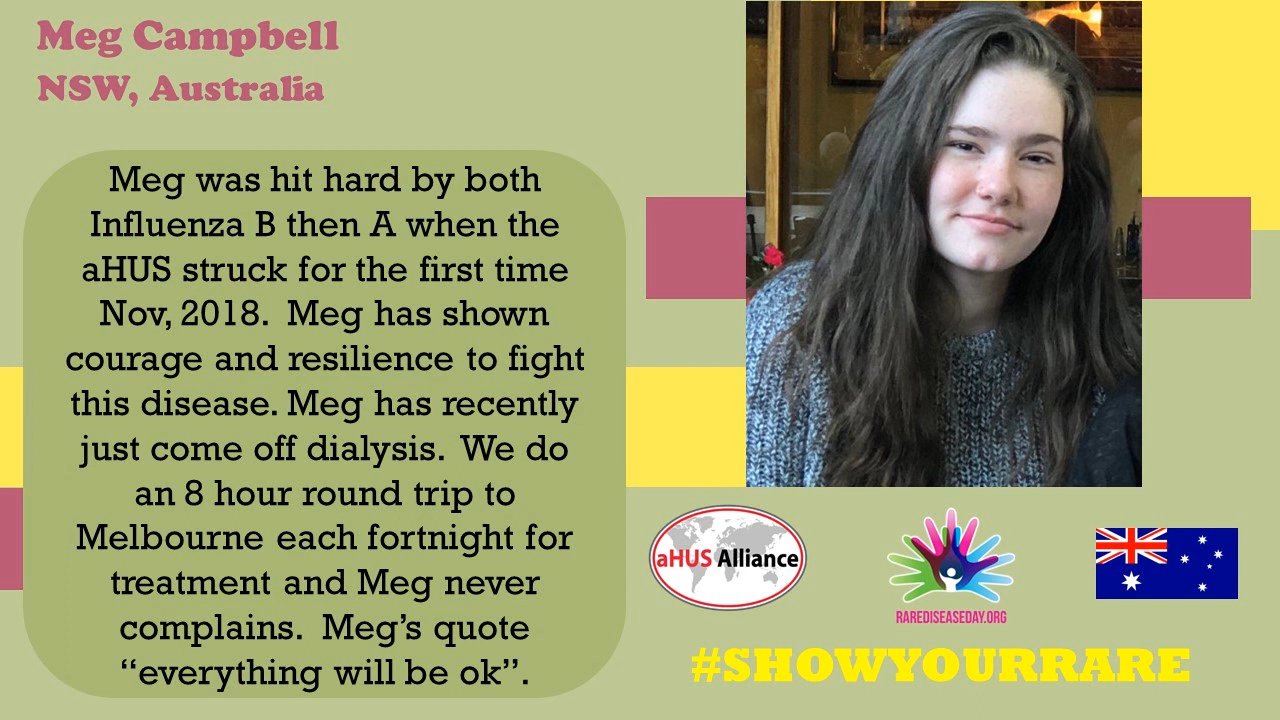 Meg Campbell
NSW, Australia
Meg was hit hard by both
Influenza B then A when the
aHUS struck for the first time
Nov, 2018.  Meg has shown
courage and resilience to fight
this disease. Meg has recently
just come off dialysis.  We do
an 8 hour round trip to
Melbourne each fortnight for
treatment and Meg never
complains.  Meg’s quote
“everything will be ok”.
aHUS Alliance
RAREDISEASEDAY.ORG
#SHOWYOURRARE